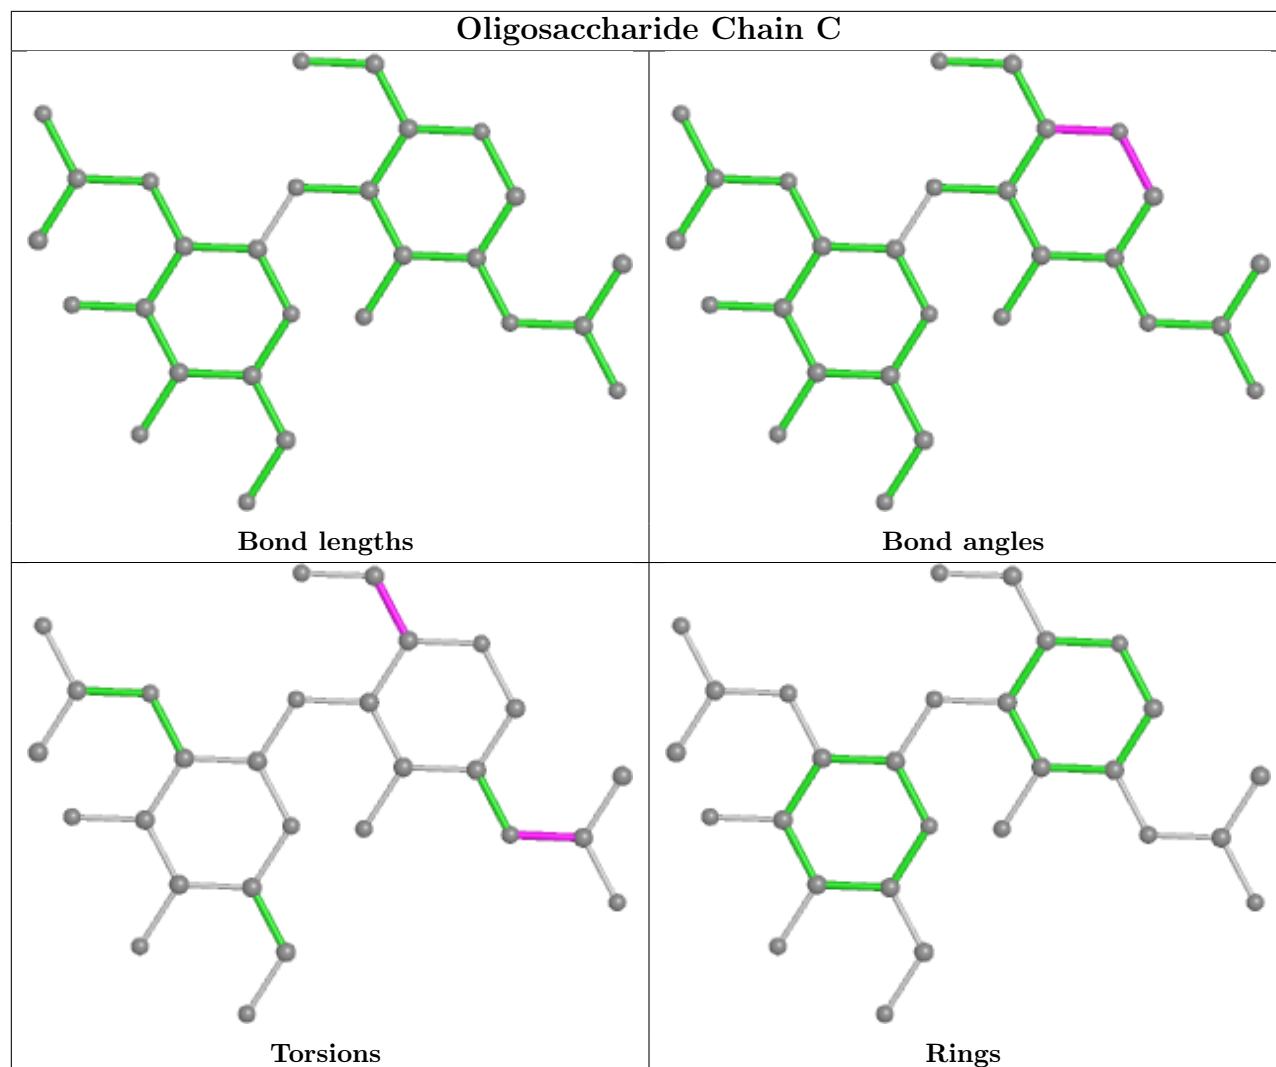 Oligosaccharide Chain C
Bond lengths
Bond angles
Torsions
Rings